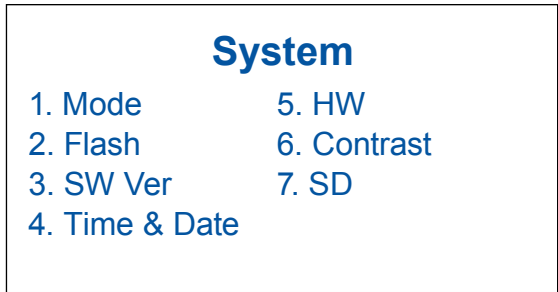 System
1. Mode
2. Flash
3. SW Ver
4. Time & Date
5. HW
6. Contrast
7. SD